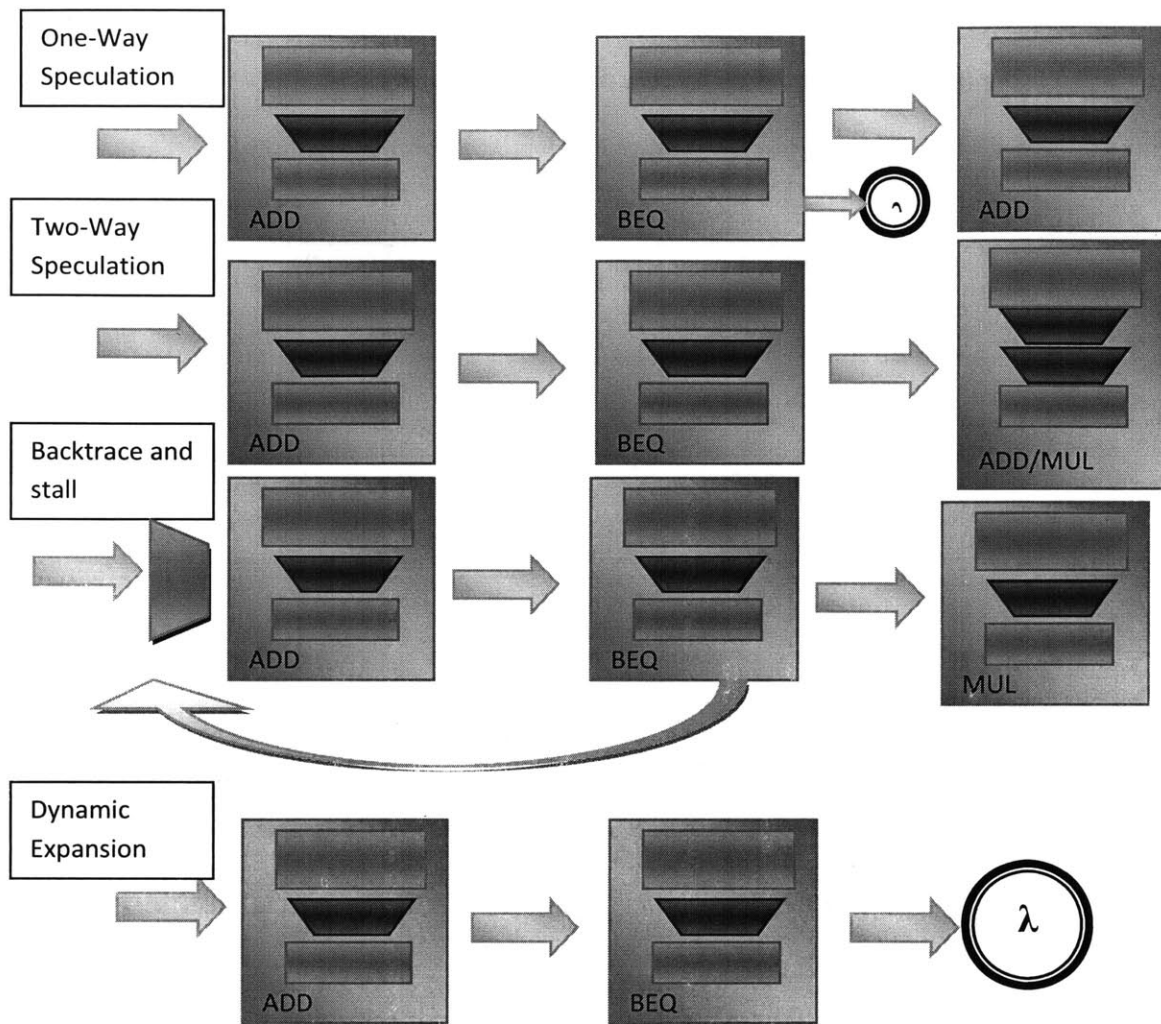 One-Way
Speculation
ADD
BEQ
ADD
Two-Way
Speculation
ADD
BEQ
ADD/MUL
Backtrace and
stall
ADD
BEQ
MUL
Dynamic
Expansion
ADD
BEQ
λ